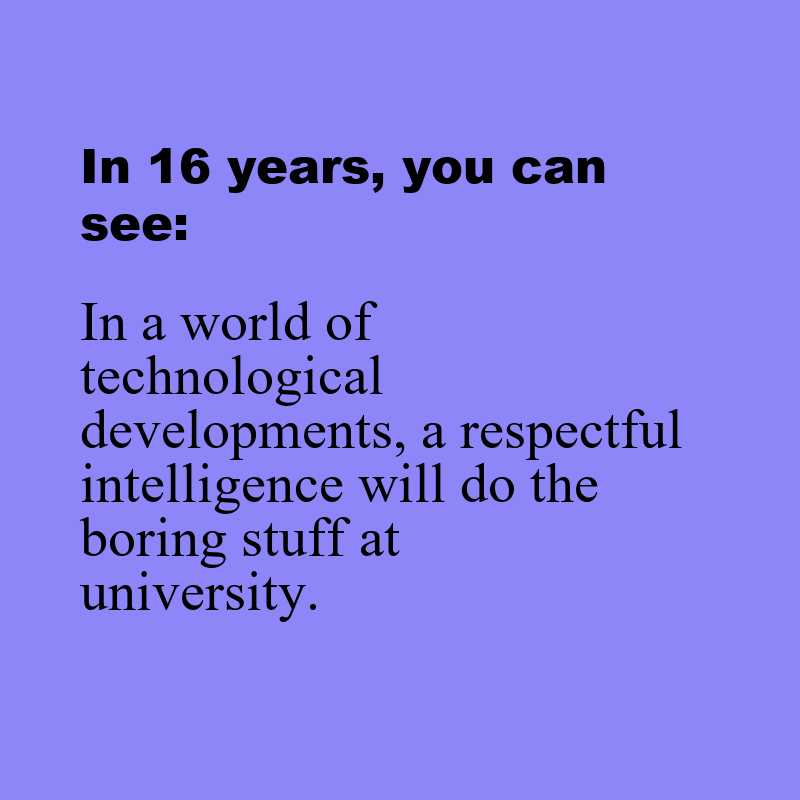 In 16 years, you can
see:
In a world of
technological
developments, a respectful
intelligence will do the
boring stuff at
university.